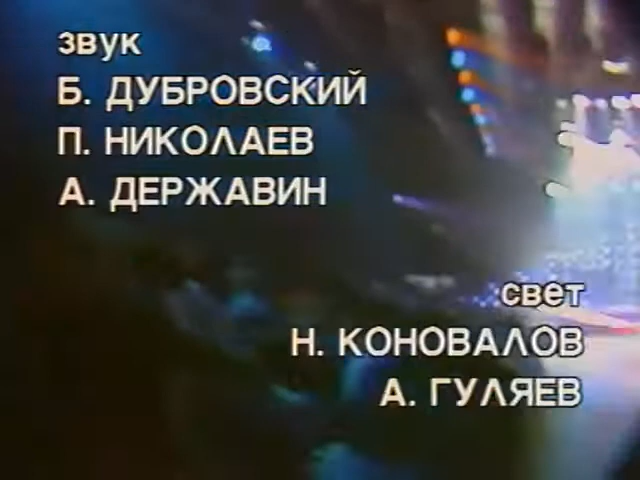 звук
Б. ДУБРОВСКИЙ
П. НИКОЛАЕВ
А. ДЕРЖАВИН
свет
Н. КОНОВАЛОВ
А. ГУЛЯЕВ